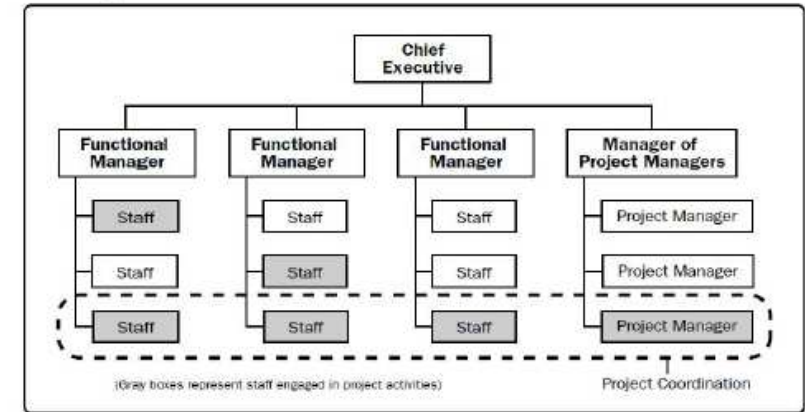 Chief
Executive
Functional
Manager
Functional
Manager
Functional
Manager
Manager of
Project Managers
Staff
Staff
Staff
Project Manager
Staff
Staff
Staff
Project Manager
Staff
Staff
Staff
Project Manager
(Gray boxes represent staff engaged in project activities)
Project Coordination